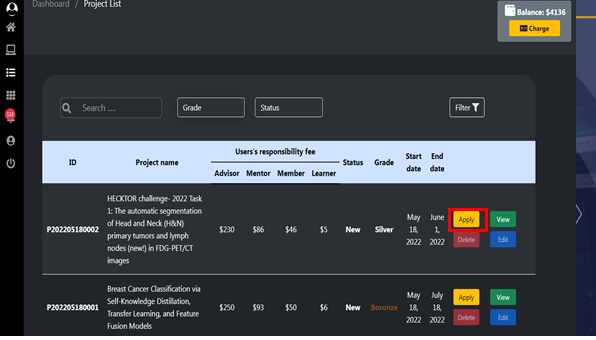 Dashboard / Project List
Balance: $4136
Charge
132
Search .....
Grade
Status
Filter
Users's responsibility fee
ID
Project name
Advisor
Mentor
Member
Learner
Status
Grade
Start
date
End
date
P202205180002
HECKTOR challenge- 2022 Task
1: The automatic segmentation
of Head and Neck (H&N)
primary tumors and lymph
nodes (new!) in FDG-PET/CT
images
$230
$86
$46
$5
New
Silver
May
18,
2022
June
1,
2022
Apply
View
Delete
Edit
P202205180001
Breast Cancer Classification via
Self-Knowledge Distillation,
Transfer Learning, and Feature
Fusion Models
$250
$93
$50
$6
New
Boronze
May
18,
2022
July
18,
2022
Apply
View
Delete
Edit